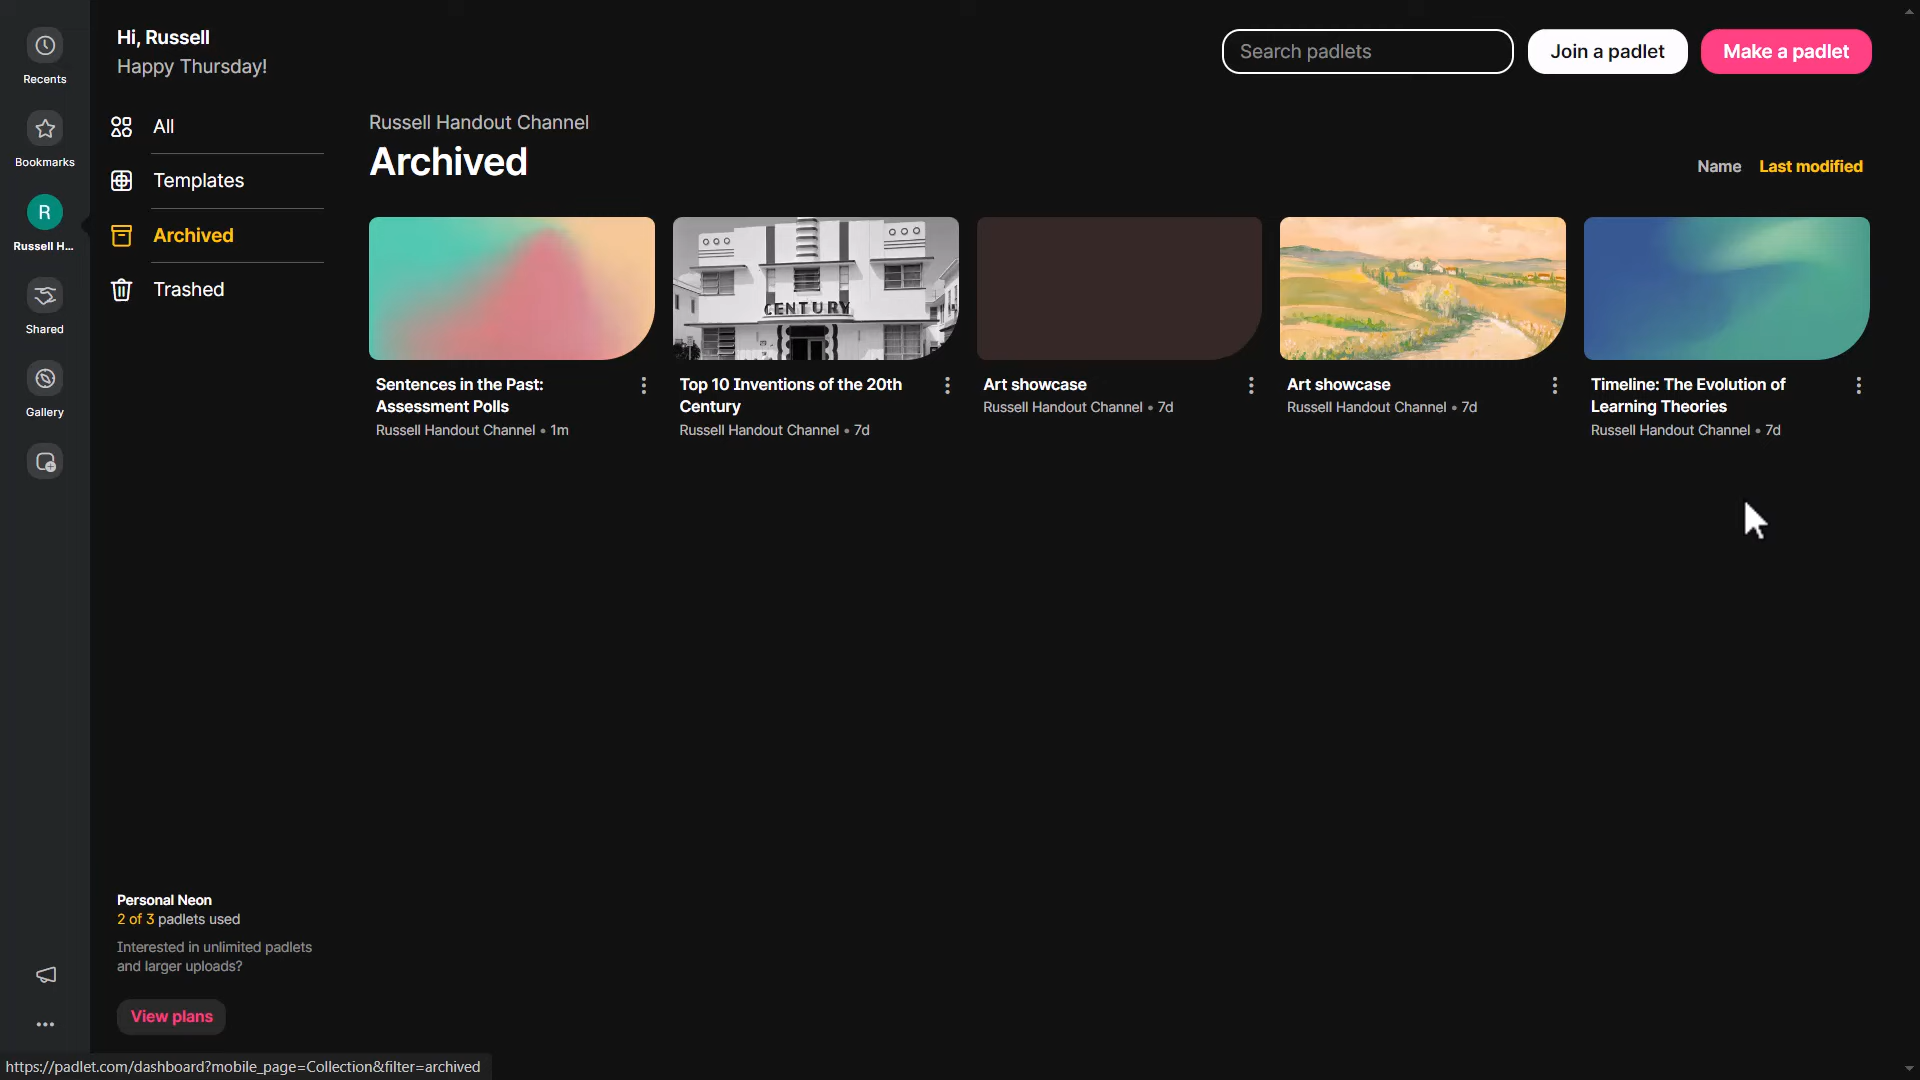 Hi, Russell
Happy Thursday!
Search padlets
Join a padlet
Make a padlet
Recents
Bookmarks
R
Russell H...
Shared
Gallery
All
Templates
Archived
Trashed
Russell Handout Channel
Archived
Name
Last modified
CENTURY
Sentences in the Past:
Assessment Polls
Russell Handout Channel • 1m
Top 10 Inventions of the 20th
Century
Russell Handout Channel • 7d
Art showcase
Russell Handout Channel • 7d
Art showcase
Russell Handout Channel • 7d
Timeline: The Evolution of
Learning Theories
Russell Handout Channel • 7d
Personal Neon
2 of 3 padlets used
Interested in unlimited padlets
and larger uploads?
View plans
https://padlet.com/dashboard?mobile_page=Collection&filter=archived